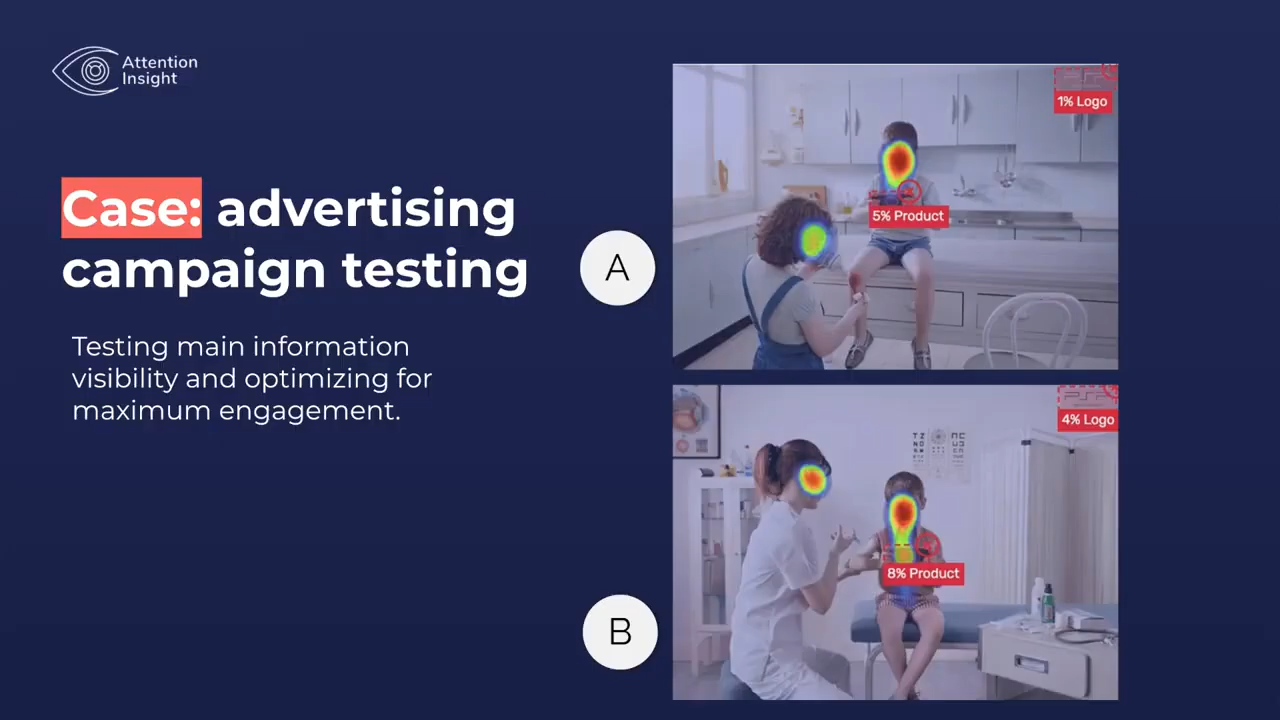 Attention
Insight
Case: advertising
campaign testing
Testing main information
visibility and optimizing for
maximum engagement.
A
1% Logo
5% Product
B
4% Logo
8% Product